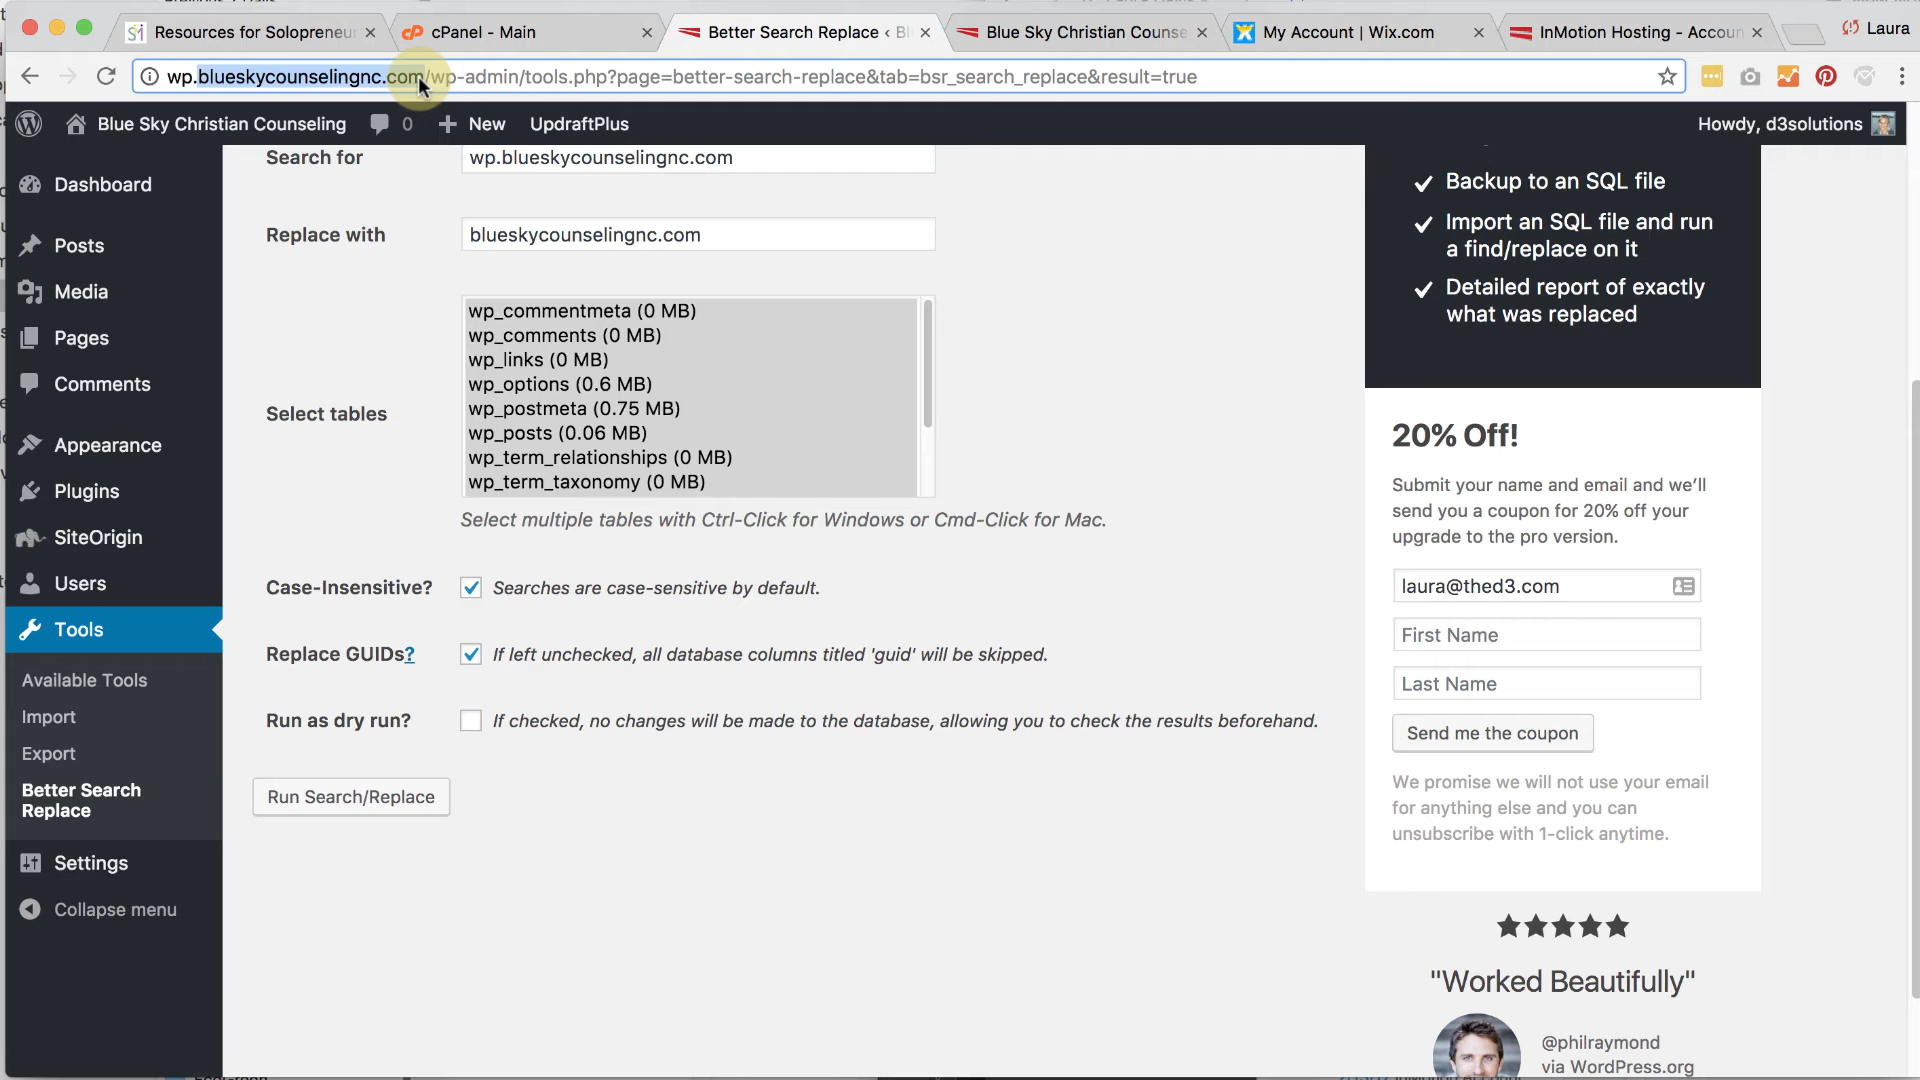 Resources for Solopreneur
cPanel - Main
Better Search Replace ‹ Bl
Blue Sky Christian Counse
My Account | Wix.com
InMotion Hosting - Accoun
Laura
wp.blueskycounselingnc.com/wp-admin/tools.php?page=better-search-replace&tab=bsr_search_replace&result=true
Blue Sky Christian Counseling
0
New
UpdraftPlus
Howdy, d3solutions
Dashboard
Posts
Media
Pages
Comments
Appearance
Plugins
SiteOrigin
Users
Tools
Available Tools
Import
Export
Better Search
Replace
Settings
Collapse menu
Search for
wp.blueskycounselingnc.com
Replace with
blueskycounselingnc.com
Select tables
wp_commentmeta (0 MB)
wp_comments (0 MB)
wp_links (0 MB)
wp_options (0.6 MB)
wp_postmeta (0.75 MB)
wp_posts (0.06 MB)
wp_term_relationships (0 MB)
wp_term_taxonomy (0 MB)
Select multiple tables with Ctrl-Click for Windows or Cmd-Click for Mac.
Case-Insensitive?
Searches are case-sensitive by default.
Replace GUIDs?
If left unchecked, all database columns titled 'guid' will be skipped.
Run as dry run?
If checked, no changes will be made to the database, allowing you to check the results beforehand.
Run Search/Replace
Backup to an SQL file
Import an SQL file and run
a find/replace on it
Detailed report of exactly
what was replaced
20% Off!
Submit your name and email and we'll
send you a coupon for 20% off your
upgrade to the pro version.
laura@thed3.com
First Name
Last Name
Send me the coupon
We promise we will not use your email
for anything else and you can
unsubscribe with 1-click anytime.
"Worked Beautifully"
@philraymond
via WordPress.org